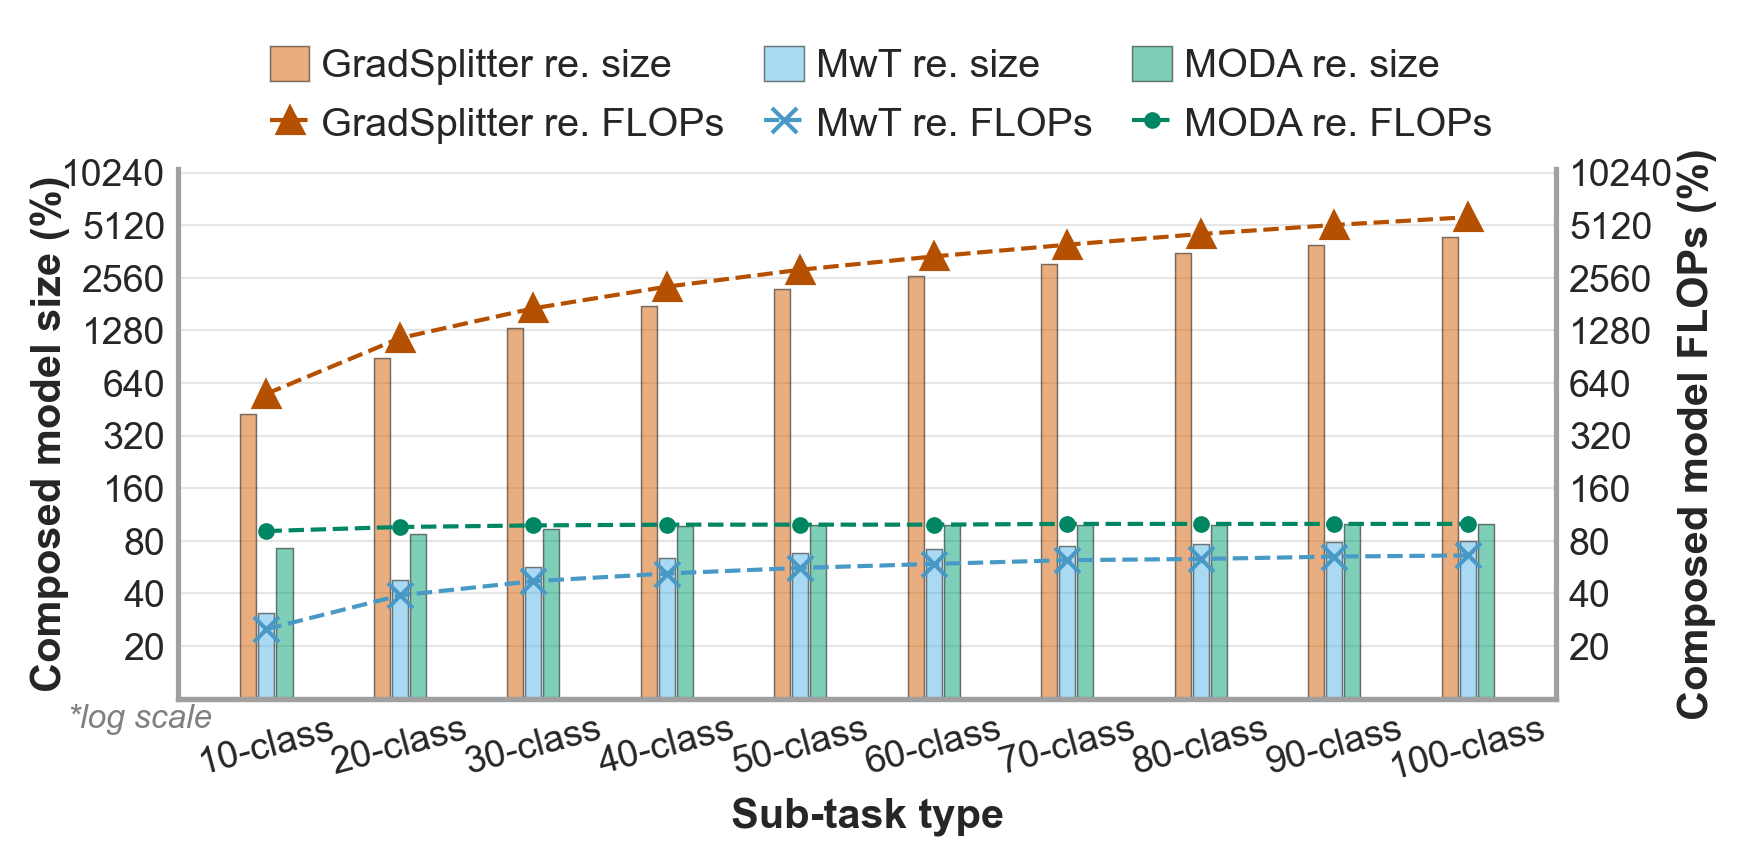 GradSplitter re. size
MwT re. size
MODA re. size
GradSplitter re. FLOPs
MwT re. FLOPs
MODA re. FLOPs
Composed model size (%)
10240
5120
2560
1280
640
320
160
80
40
20
*log scale
10240
5120
2560
1280
640
320
160
80
40
20
Composed model FLOPs (%)
10-class
20-class
30-class
40-class
50-class
60-class
70-class
80-class
90-class
100-class
Sub-task type